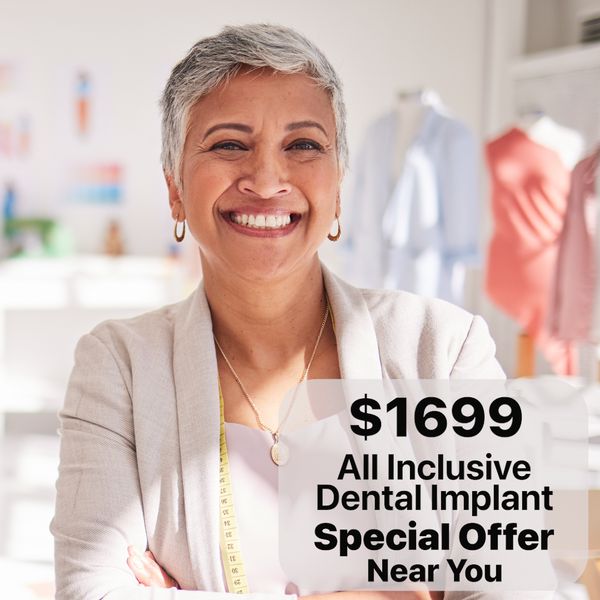 $1699
All Inclusive
Dental Implant
Special Offer
Near You